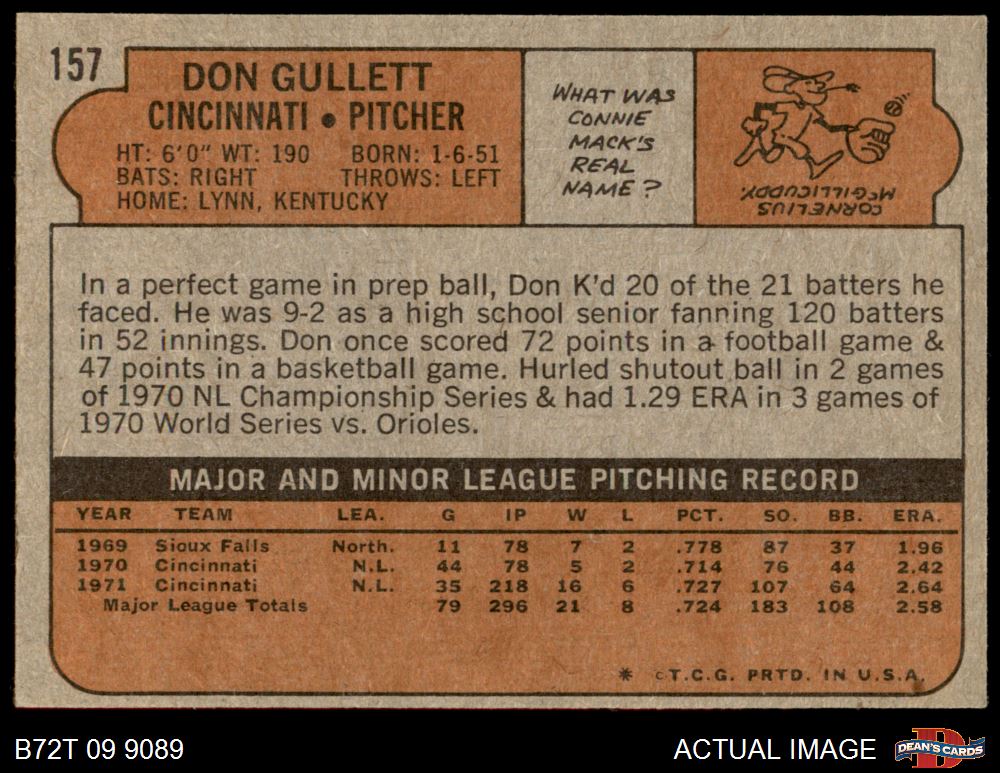 157
DON GULLETT
CINCINNATI • PITCHER
HT: 6'0" WT: 190 BORN: 1-6-51
BATS: RIGHT THROWS: LEFT
HOME: LYNN, KENTUCKY
WHAT WAS
CONNIE
MACK'S
REAL
NAME?
CORNELIUS
McGILLICUDDY.
In a perfect game in prep ball, Don K'd 20 of the 21 batters he
faced. He was 9-2 as a high school senior fanning 120 batters
in 52 innings. Don once scored 72 points in a football game &
47 points in a basketball game. Hurled shutout ball in 2 games
of 1970 NL Championship Series & had 1.29 ERA in 3 games of
1970 World Series vs. Orioles.
MAJOR AND MINOR LEAGUE PITCHING RECORD
YEAR TEAM LEA. G IP W L PCT. SO. BB. ERA.
1969 Sioux Falls North. 11 78 7 2 .778 87 37 1.96
1970 Cincinnati N.L. 44 78 5 2 .714 76 44 2.42
1971 Cincinnati N.L. 35 218 16 6 .727 107 64 2.64
Major League Totals 79 296 21 8 .724 183 108 2.58
* ©T.C.G. PRTD. IN U.S.A.
B72T 09 9089
ACTUAL IMAGE
D
DEAN'S CARDS